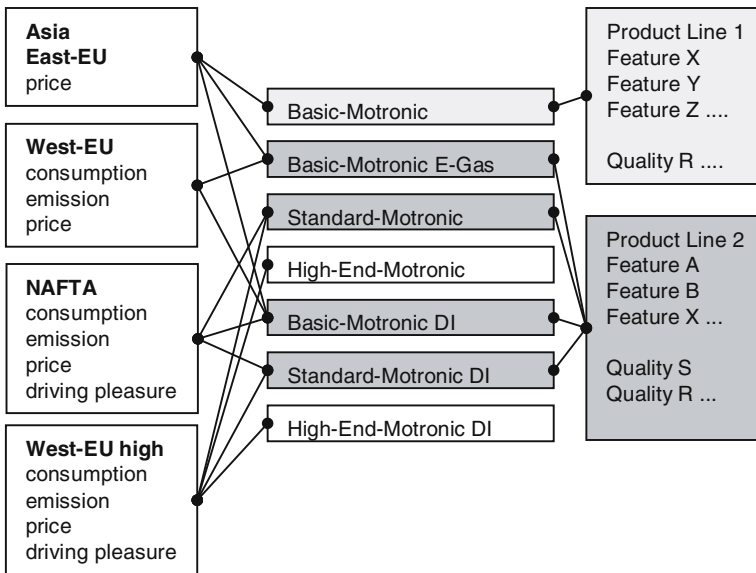 Asia
East-EU
price
West-EU
consumption
emission
price
NAFTA
consumption
emission
price
driving pleasure
West-EU high
consumption
emission
price
driving pleasure
Basic-Motronic
Basic-Motronic E-Gas
Standard-Motronic
High-End-Motronic
Basic-Motronic DI
Standard-Motronic DI
High-End-Motronic DI
Product Line 1
Feature X
Feature Y
Feature Z ....
Quality R ....
Product Line 2
Feature A
Feature B
Feature X ...
Quality S
Quality R ...